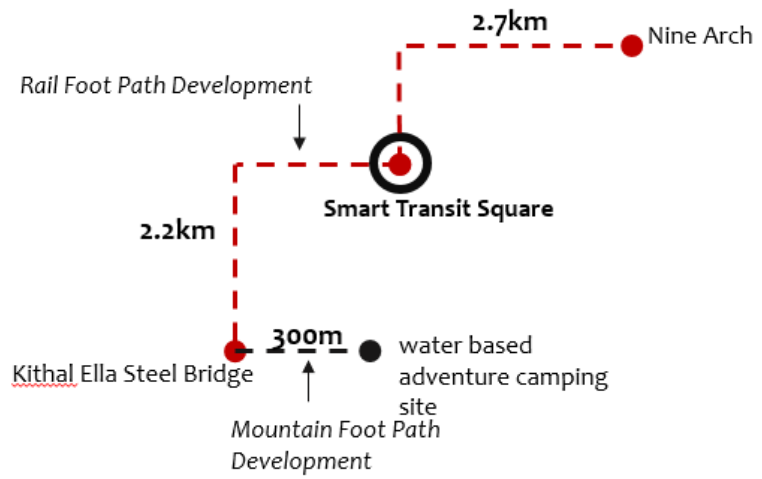 2.7km
Nine Arch
Rail Foot Path Development
Smart Transit Square
2.2km
300m
Kithal Ella Steel Bridge
water based
adventure camping
site
Mountain Foot Path
Development